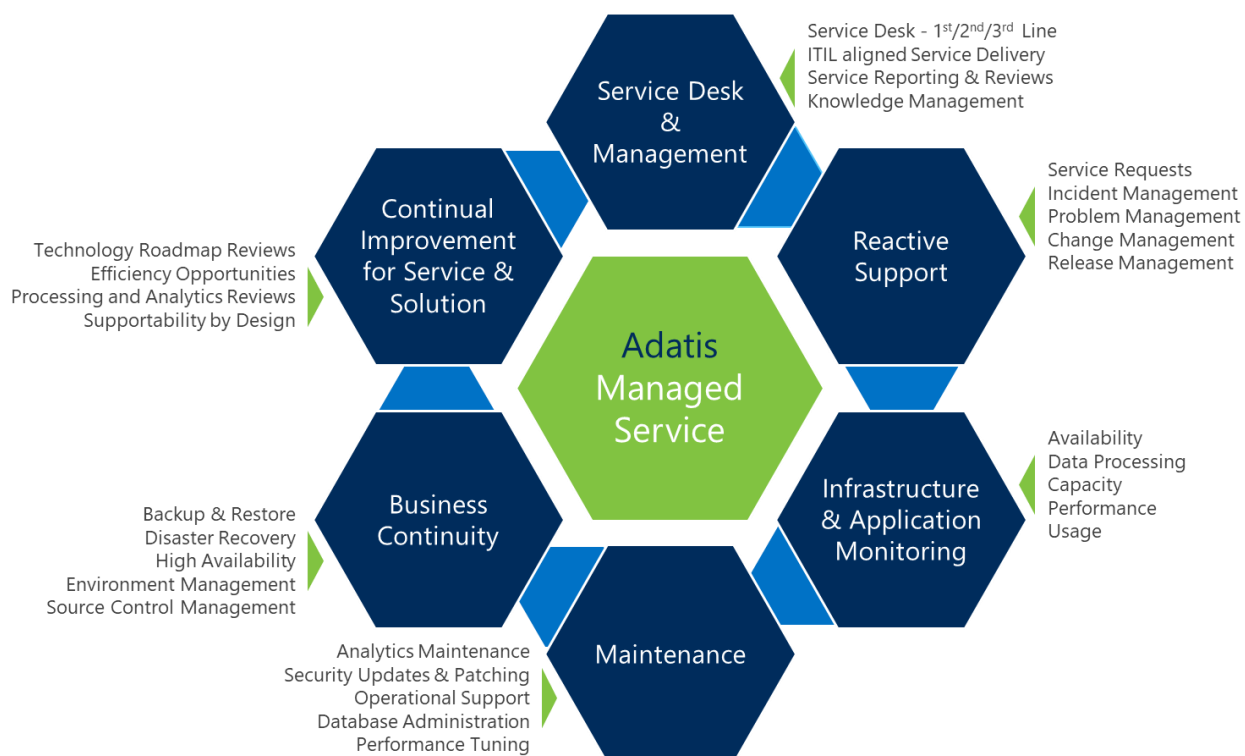 Service Desk
&
Management
Service Desk - 1st/2nd/3rd Line
ITIL aligned Service Delivery
Service Reporting & Reviews
Knowledge Management
Reactive
Support
Service Requests
Incident Management
Problem Management
Change Management
Release Management
Infrastructure
& Application
Monitoring
Availability
Data Processing
Capacity
Performance
Usage
Maintenance
Analytics Maintenance
Security Updates & Patching
Operational Support
Database Administration
Performance Tuning
Business
Continuity
Backup & Restore
Disaster Recovery
High Availability
Environment Management
Source Control Management
Continual
Improvement
for Service &
Solution
Technology Roadmap Reviews
Efficiency Opportunities
Processing and Analytics Reviews
Supportability by Design
Adatis
Managed
Service